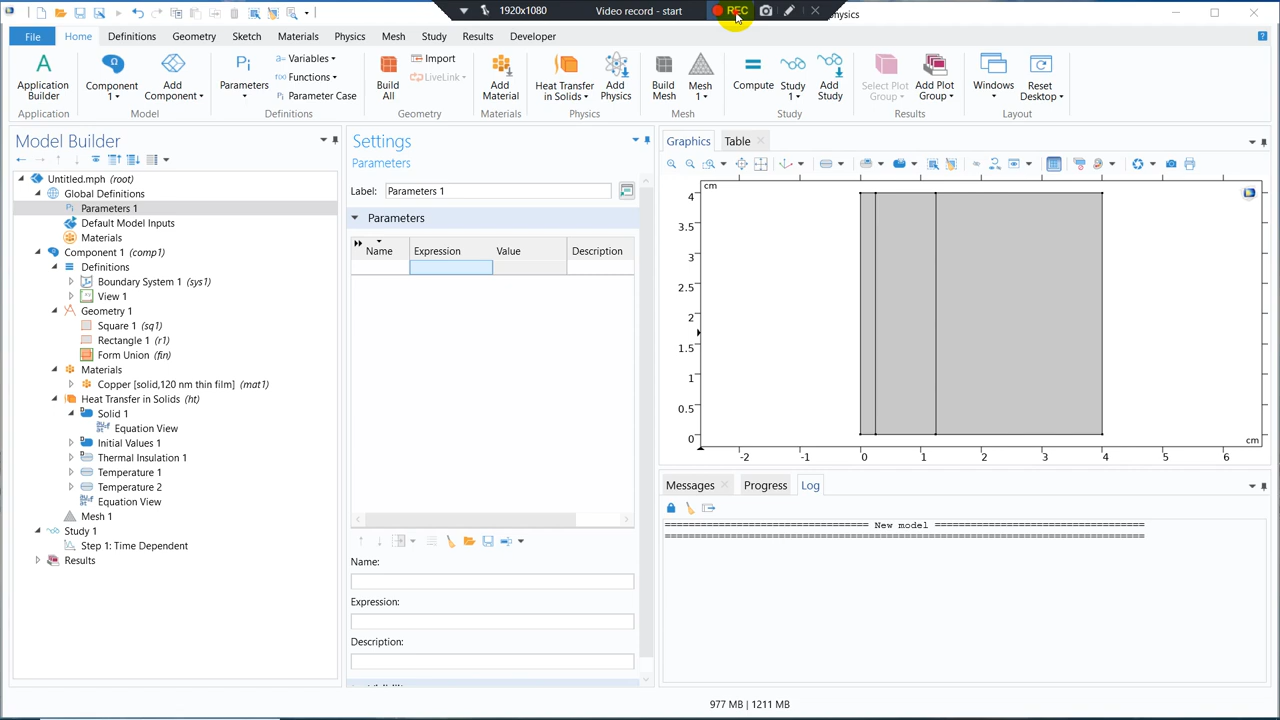 1920x1080
Video record - start
REC
physics
File
Home
Definitions
Geometry
Sketch
Materials
Physics
Mesh
Study
Results
Developer
Application
Builder
Application
Component
1
Add
Component
Model
Parameters
Variables
Functions
Parameter Case
Definitions
Build
All
Import
LiveLink
Geometry
Add
Material
Materials
Heat Transfer
in Solids
Add
Physics
Physics
Build
Mesh
Mesh
1
Mesh
Compute
Study
1
Add
Study
Study
Select Plot
Group
Add Plot
Group
Results
Windows
Reset
Desktop
Layout
Model Builder
Untitled.mph (root)
Global Definitions
Parameters 1
Default Model Inputs
Materials
Component 1 (comp1)
Definitions
Boundary System 1 (sys1)
View 1
Geometry 1
Square 1 (sq1)
Rectangle 1 (r1)
Form Union (fin)
Materials
Copper [solid,120 nm thin film] (mat1)
Heat Transfer in Solids (ht)
Solid 1
Equation View
Initial Values 1
Thermal Insulation 1
Temperature 1
Temperature 2
Equation View
Mesh 1
Study 1
Step 1: Time Dependent
Results
Settings
Parameters
Label: Parameters 1
Parameters
Name Expression Value Description
Name:
Expression:
Description:
Graphics
Table
cm
4
3.5
3
2.5
2
1.5
1
0.5
0
-2 -1 0 1 2 3 4 5 6
cm
Messages
Progress
Log
================================== New model ===================================
================================================================================
977 MB | 1211 MB